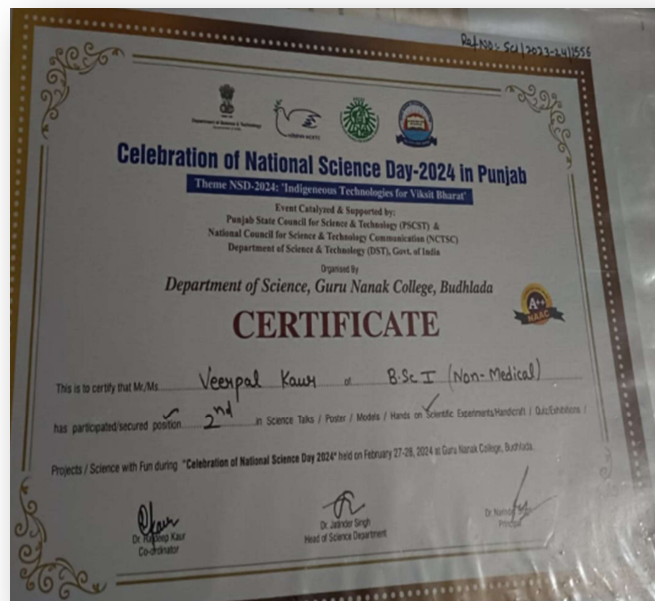 Ref No: Sci/2023-24/1556
Department of Science & Technology
Celebration of National Science Day-2024 in Punjab
Theme NSD-2024: 'Indigeneous Technologies for Viksit Bharat'
Event Catalyzed & Supported by:
Punjab State Council for Science & Technology (PSCST) &
National Council for Science & Technology Communication (NCTSC)
Department of Science & Technology (DST), Govt. of India
Organised By
Department of Science, Guru Nanak College, Budhlada
A++
NAAC
CERTIFICATE
This is to certify that Mr./Ms. Veerpal Kaur of B.Sc I (Non-Medical)
has participated/secured position 2nd in Science Talks / Poster / Models / Hands on Scientific Experiments/Handicraft / Quiz/Exhibitions /
Projects / Science with Fun during "Celebration of National Science Day 2024" held on February 27-28, 2024 at Guru Nanak College, Budhlada.
Dr. Kaur
Co-ordinator
Dr. Jatinder Singh
Head of Science Department
Dr.
Principal